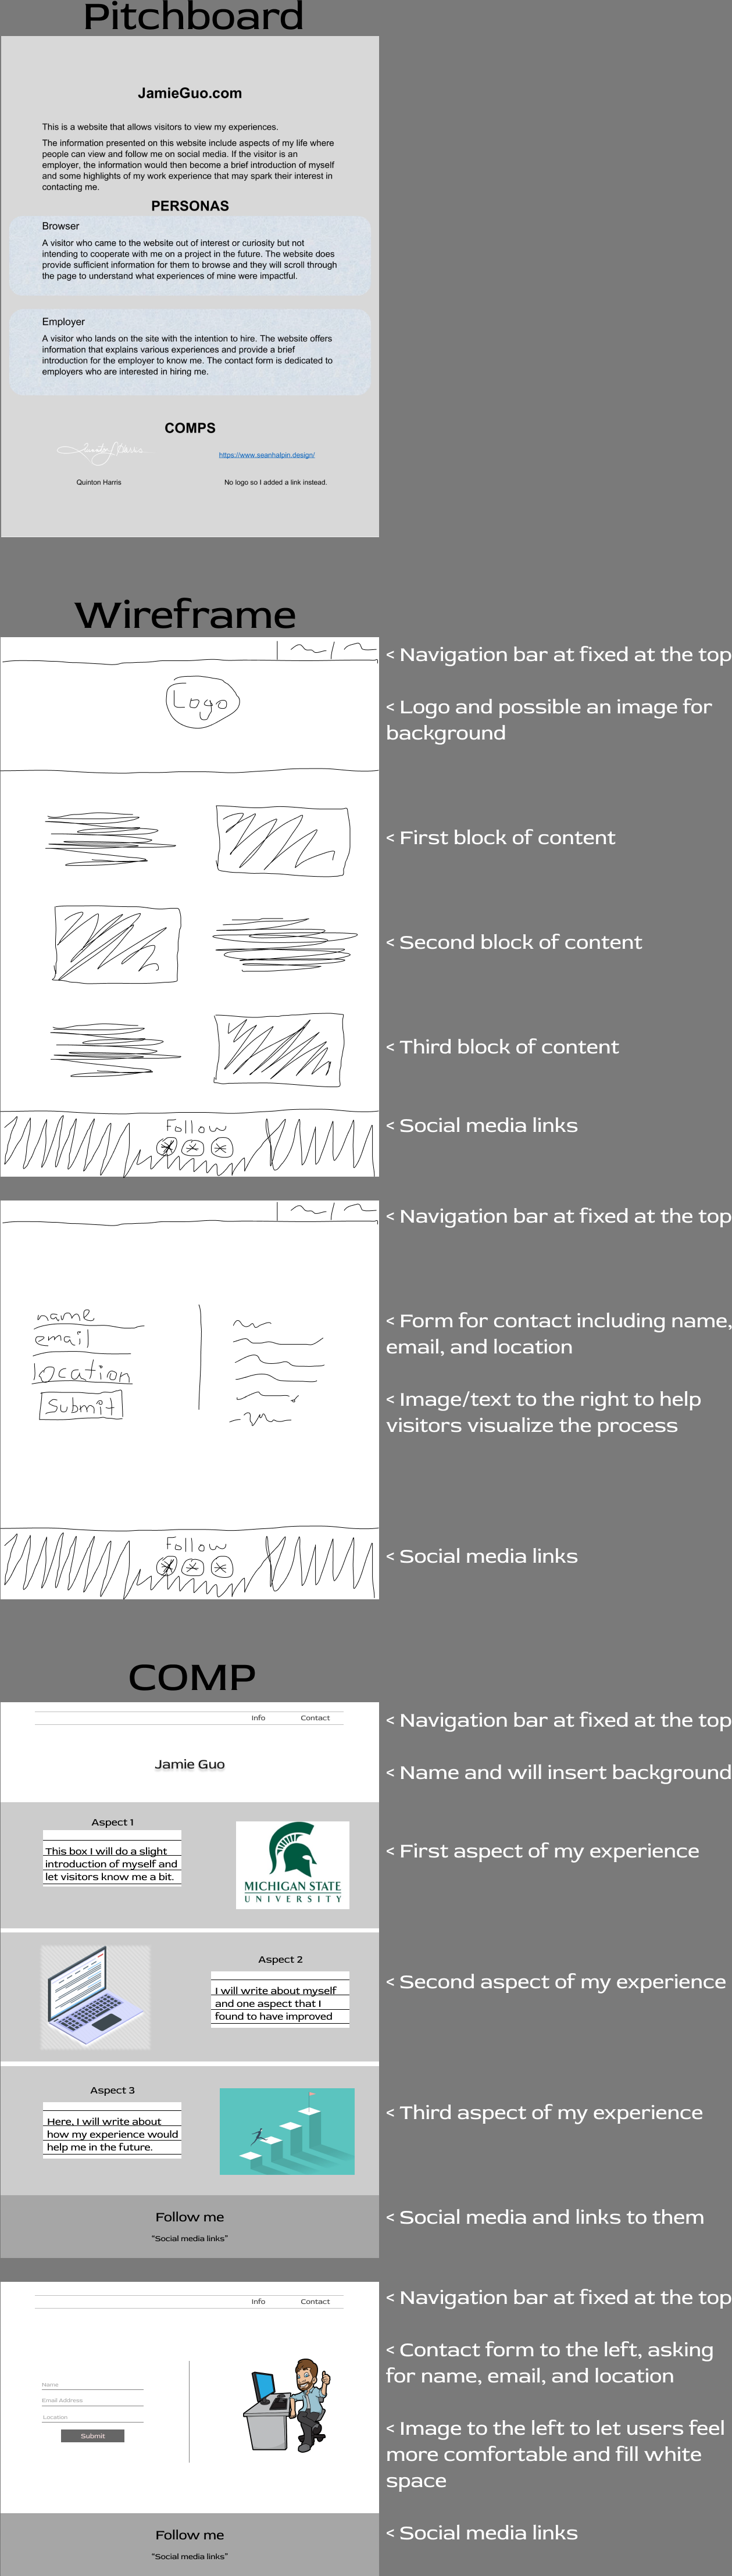 Pitchboard
JamieGuo.com
This is a website that allows visitors to view my experiences.
The information presented on this website include aspects of my life where
people can view and follow me on social media. If the visitor is an
employer, the information would then become a brief introduction of myself
and some highlights of my work experience that may spark their interest in
contacting me.
PERSONAS
Browser
A visitor who came to the website out of interest or curiosity but not
intending to cooperate with me on a project in the future. The website does
provide sufficient information for them to browse and they will scroll through
the page to understand what experiences of mine were impactful.
Employer
A visitor who lands on the site with the intention to hire. The website offers
information that explains various experiences and provide a brief
introduction for the employer to know me. The contact form is dedicated to
employers who are interested in hiring me.
COMPS
Quinton Harris
https://www.seanhalpin.design/
Quinton Harris
No logo so I added a link instead.
Wireframe
< Navigation bar at fixed at the top
Logo
< Logo and possible an image for
background
< First block of content
< Second block of content
< Third block of content
Follow
< Social media links
< Navigation bar at fixed at the top
name
email
location
Submit
< Form for contact including name,
email, and location
< Image/text to the right to help
visitors visualize the process
Follow
< Social media links
COMP
Info
Contact
< Navigation bar at fixed at the top
Jamie Guo
< Name and will insert background
Aspect 1
This box I will do a slight
introduction of myself and
let visitors know me a bit.
MICHIGAN STATE
UNIVERSITY
< First aspect of my experience
Aspect 2
I will write about myself
and one aspect that I
found to have improved
< Second aspect of my experience
Aspect 3
Here, I will write about
how my experience would
help me in the future.
< Third aspect of my experience
Follow me
"Social media links"
< Social media and links to them
Info
Contact
< Navigation bar at fixed at the top
Name
Email Address
Location
Submit
< Contact form to the left, asking
for name, email, and location
< Image to the left to let users feel
more comfortable and fill white
space
Follow me
"Social media links"
< Social media links